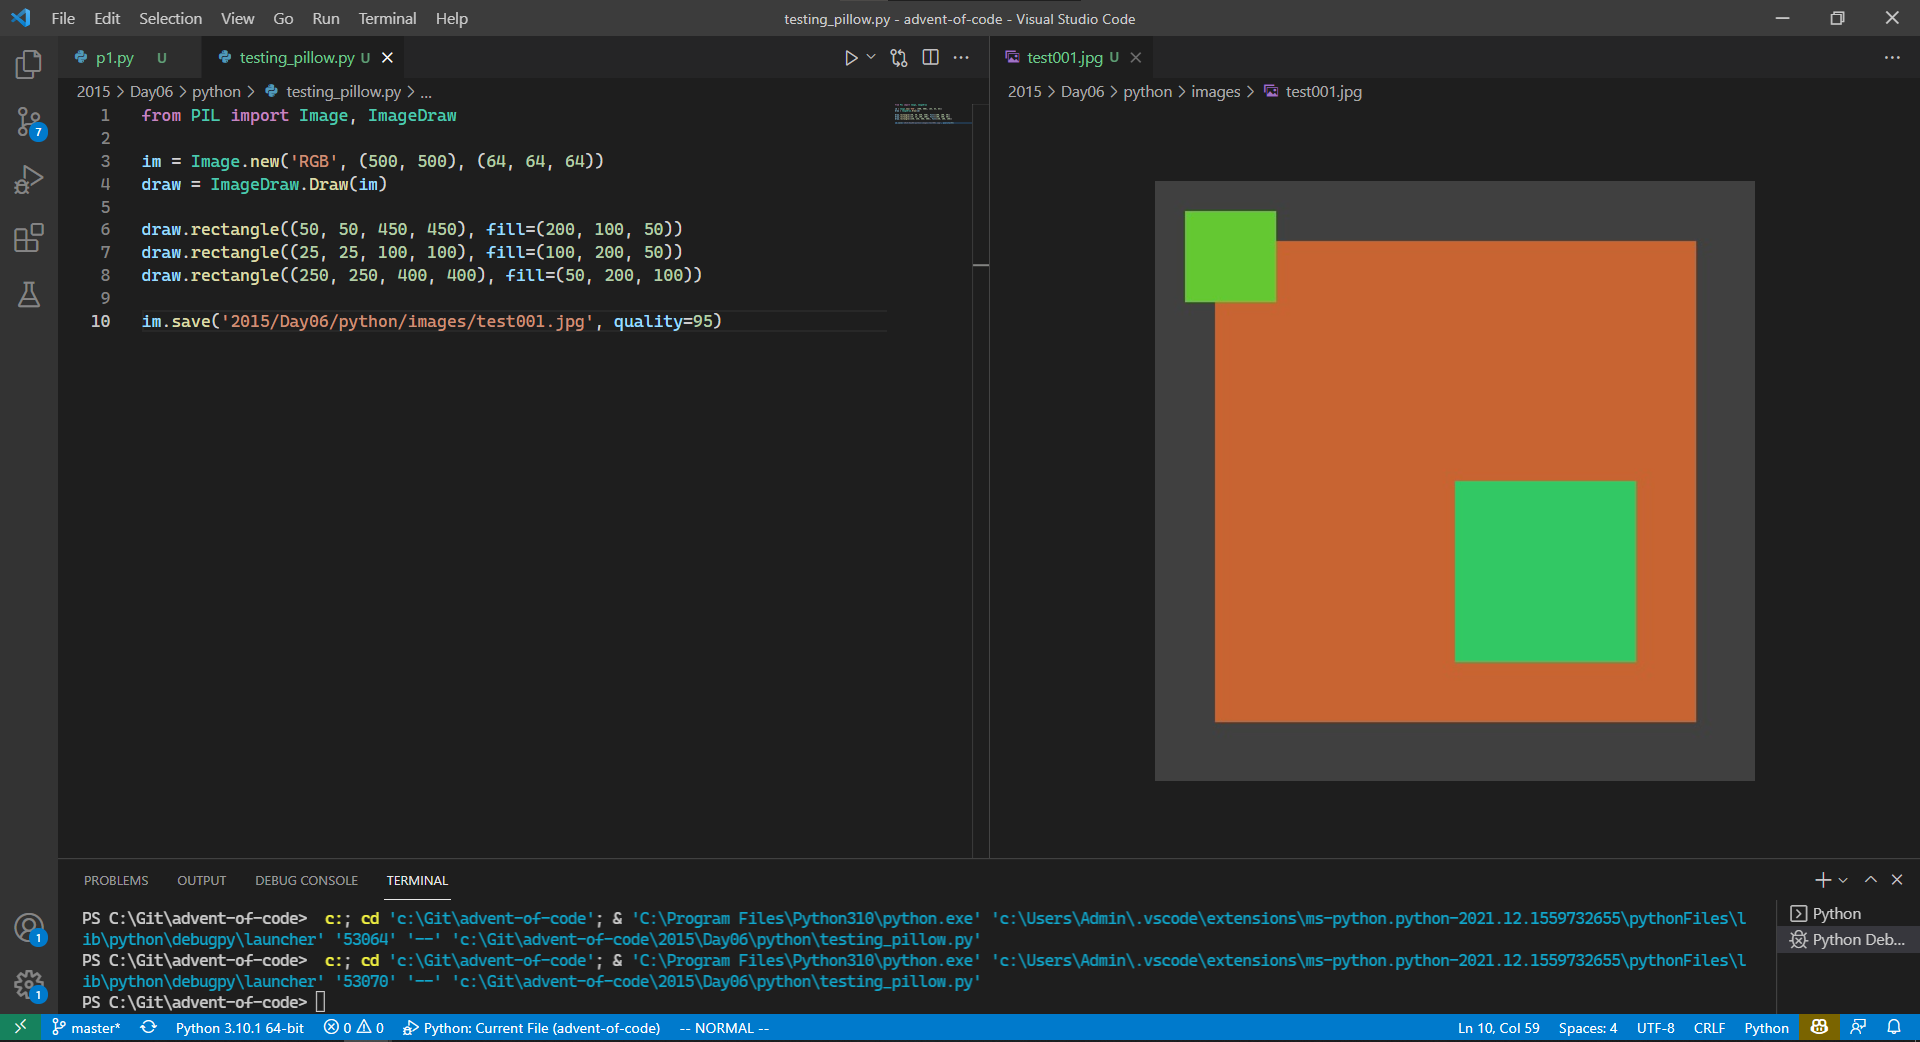 File Edit Selection View Go Run Terminal Help
testing_pillow.py - advent-of-code - Visual Studio Code
p1.py U
testing_pillow.py U
test001.jpg U
2015 > Day06 > python > testing_pillow.py > ...
2015 > Day06 > python > images > test001.jpg
1 from PIL import Image, ImageDraw
2
3 im = Image.new('RGB', (500, 500), (64, 64, 64))
4 draw = ImageDraw.Draw(im)
5
6 draw.rectangle((50, 50, 450, 450), fill=(200, 100, 50))
7 draw.rectangle((25, 25, 100, 100), fill=(100, 200, 50))
8 draw.rectangle((250, 250, 400, 400), fill=(50, 200, 100))
9
10 im.save('2015/Day06/python/images/test001.jpg', quality=95)
7
1
1
PROBLEMS OUTPUT DEBUG CONSOLE TERMINAL
PS C:\Git\advent-of-code> c:; cd 'c:\Git\advent-of-code'; & 'C:\Program Files\Python310\python.exe' 'c:\Users\Admin\.vscode\extensions\ms-python.python-2021.12.1559732655\pythonFiles\l
ib\python\debugpy\launcher' '53064' '--' 'c:\Git\advent-of-code\2015\Day06\python\testing_pillow.py'
PS C:\Git\advent-of-code> c:; cd 'c:\Git\advent-of-code'; & 'C:\Program Files\Python310\python.exe' 'c:\Users\Admin\.vscode\extensions\ms-python.python-2021.12.1559732655\pythonFiles\l
ib\python\debugpy\launcher' '53070' '--' 'c:\Git\advent-of-code\2015\Day06\python\testing_pillow.py'
PS C:\Git\advent-of-code>
Python
Python Deb...
master* Python 3.10.1 64-bit 0 0 Python: Current File (advent-of-code) -- NORMAL --
Ln 10, Col 59 Spaces: 4 UTF-8 CRLF Python